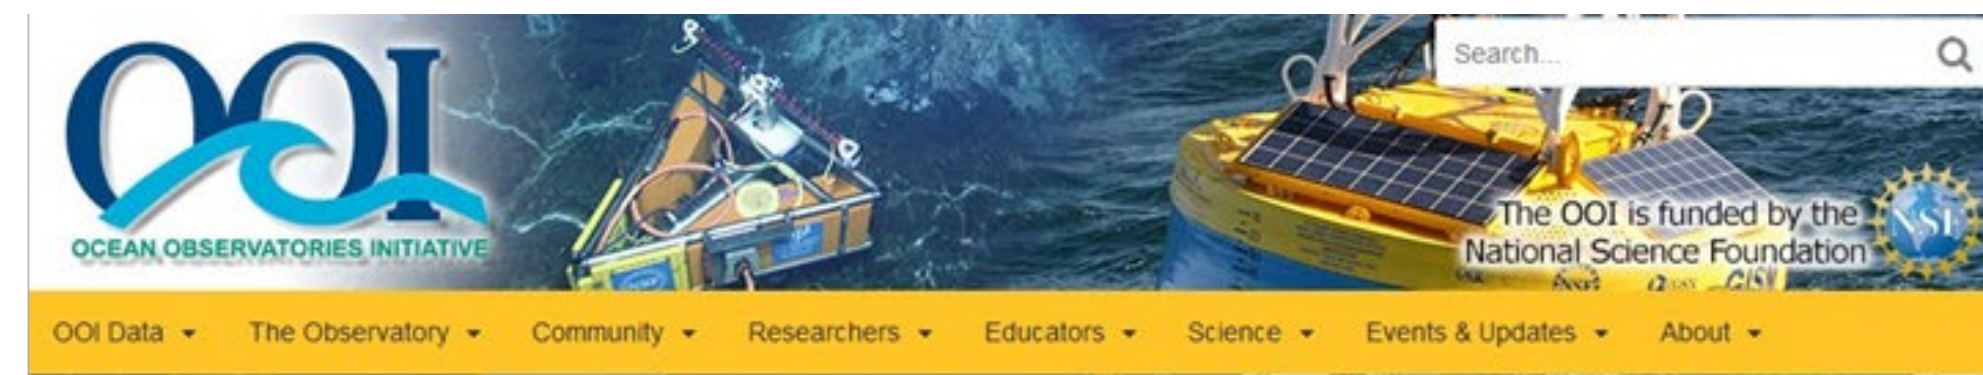 OOI
OCEAN OBSERVATORIES INITIATIVE
Search...
The OOI is funded by the
National Science Foundation
NSF
OOI Data
The Observatory
Community
Researchers
Educators
Science
Events & Updates
About